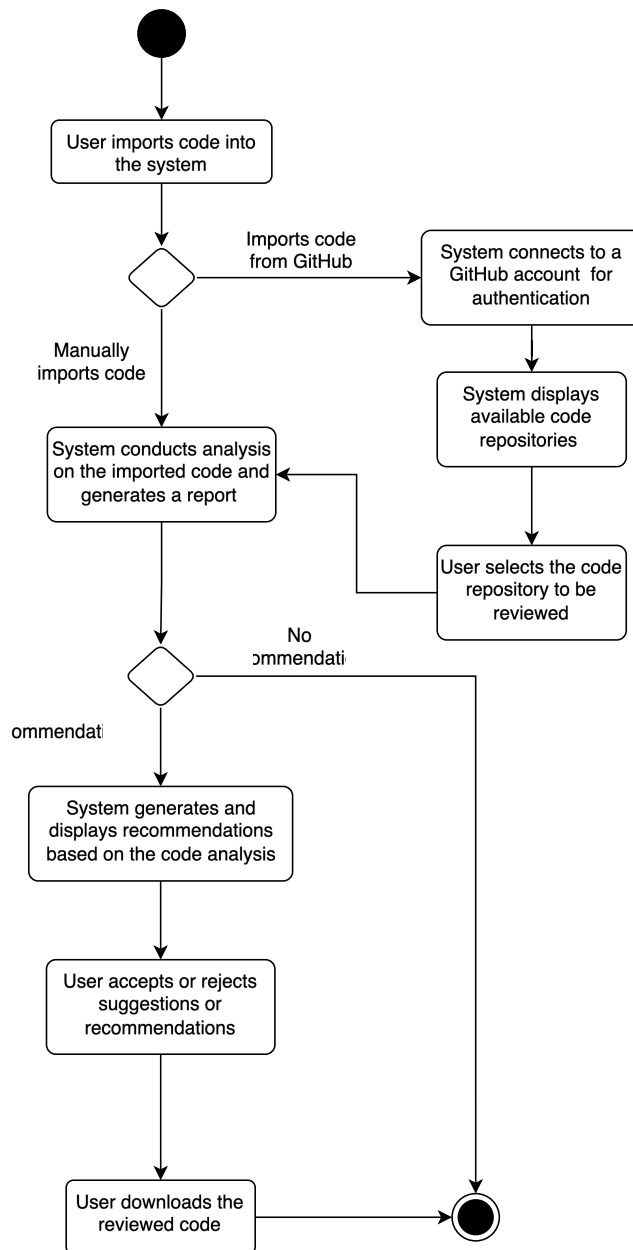 User imports code into
the system
Imports code
from GitHub
System connects to a
GitHub account for
authentication
Manually
imports code
System displays
available code
repositories
System conducts analysis
on the imported code and
generates a report
User selects the code
repository to be
reviewed
No
ommendati
ommendati
System generates and
displays recommendations
based on the code analysis
User accepts or rejects
suggestions or
recommendations
User downloads the
reviewed code